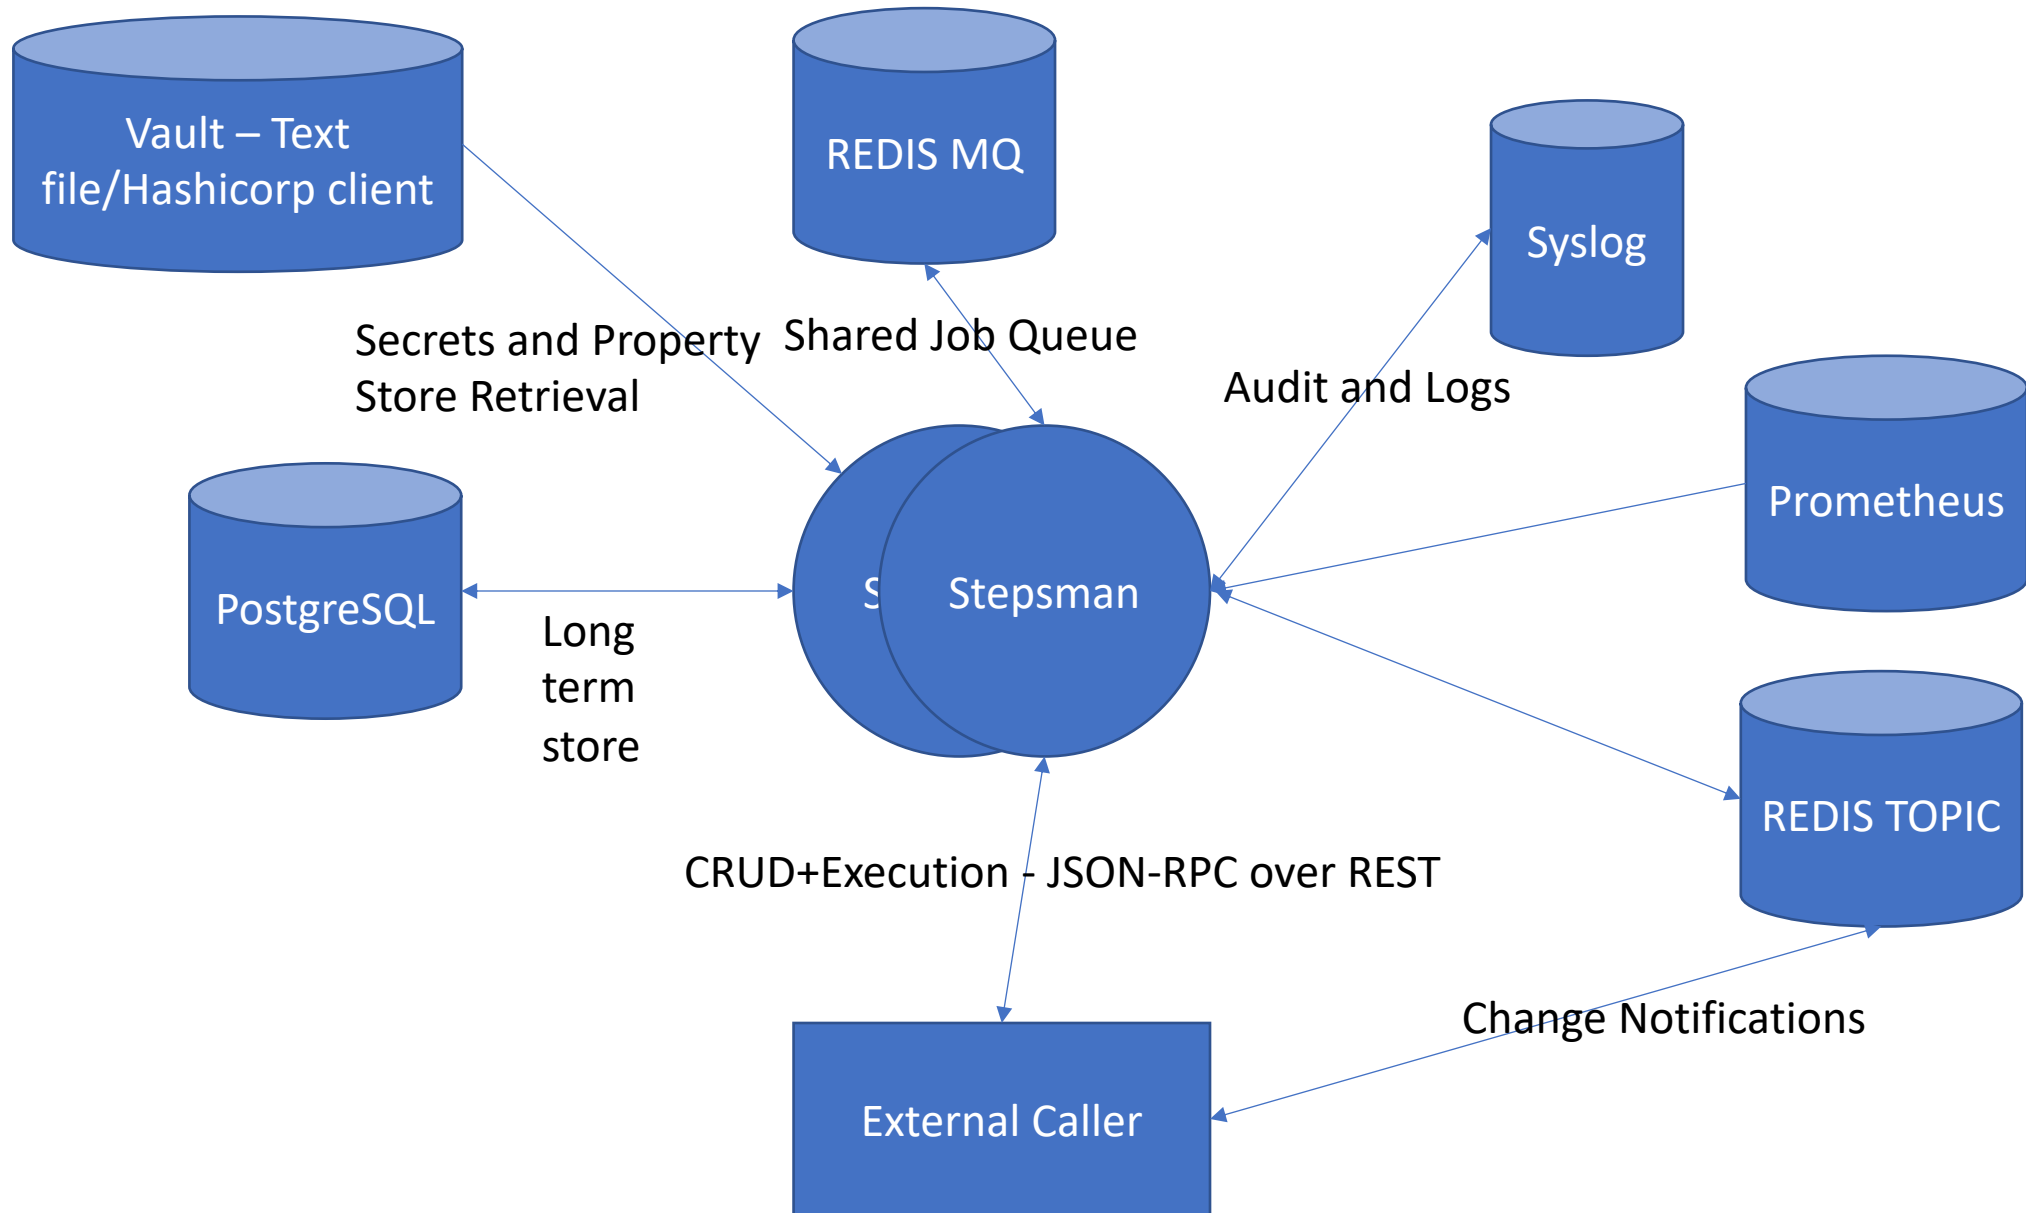 Vault – Text
file/Hashicorp client
REDIS MQ
Syslog
Secrets and Property
Store Retrieval
Shared Job Queue
Audit and Logs
Prometheus
PostgreSQL
S
Stepsman
Long
term
store
REDIS TOPIC
CRUD+Execution - JSON-RPC over REST
Change Notifications
External Caller